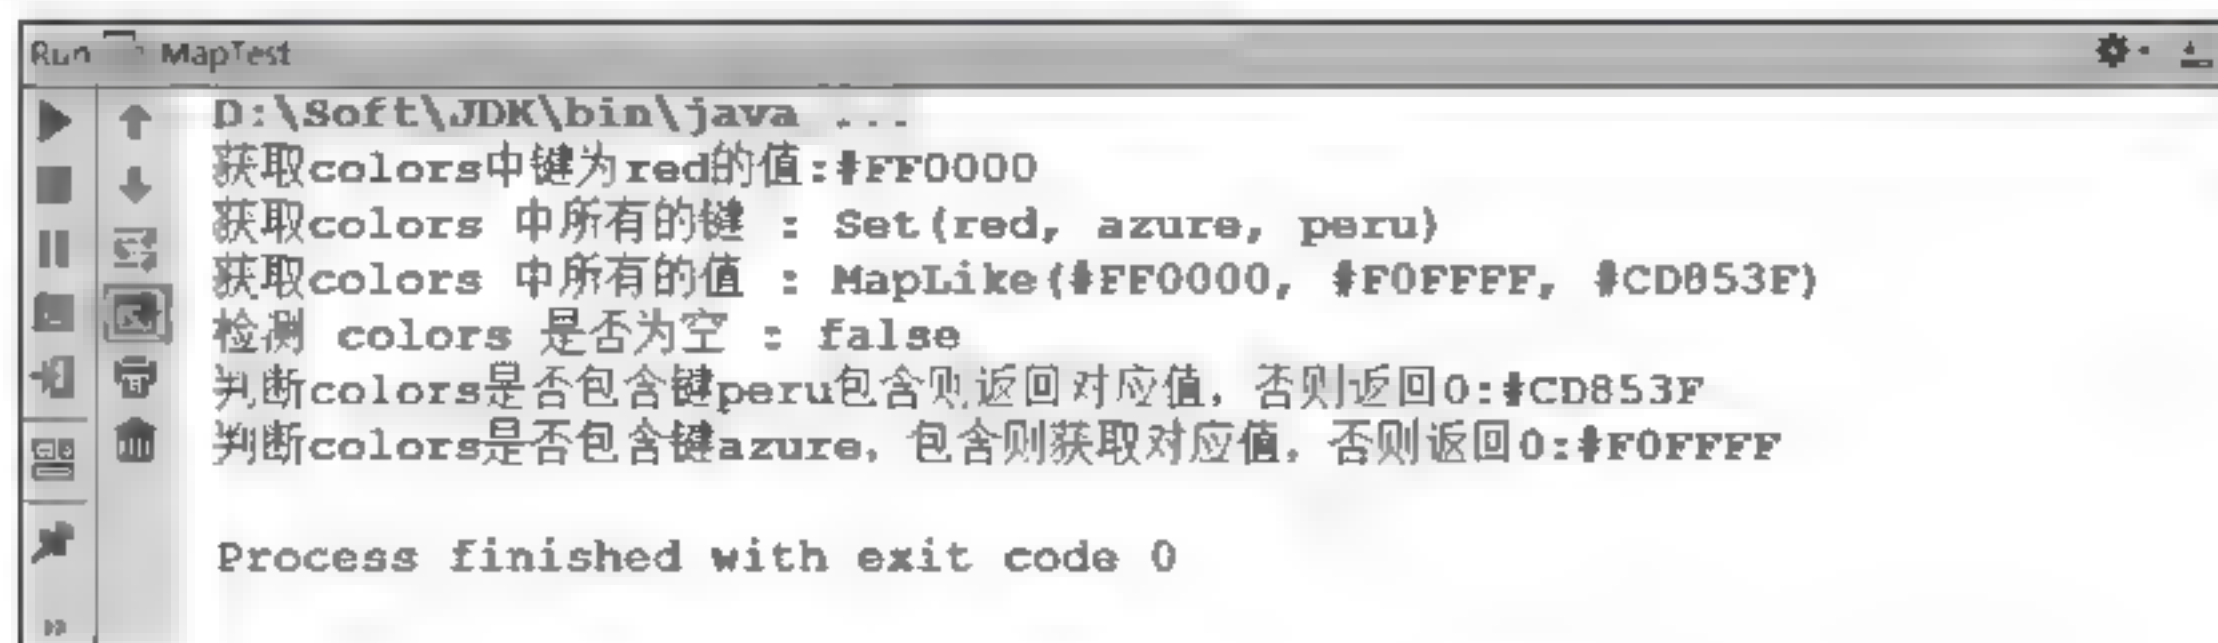 Run MapTest
D:\Soft\JDK\bin\java ...
获取colors中键为red的值:#FF0000
获取colors 中所有的键 : Set(red, azure, peru)
获取colors 中所有的值 : MapLike(#FF0000, #F0FFFF, #CD853F)
检测 colors 是否为空 : false
判断colors是否包含键peru包含则返回对应值，否则返回0:#CD853F
判断colors是否包含键azure，包含则获取对应值，否则返回0:#F0FFFF
Process finished with exit code 0